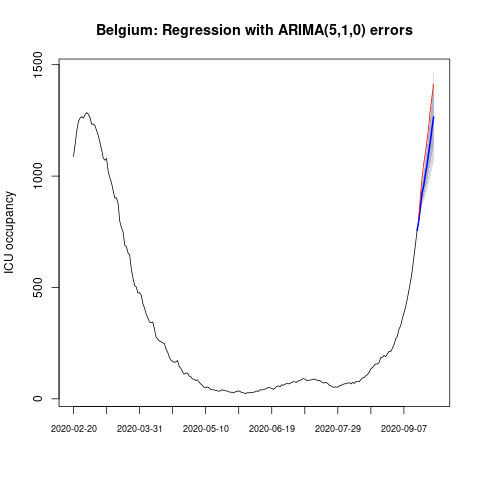 Belgium: Regression with ARIMA(5,1,0) errors
1500
1000
500
0
ICU occupancy
2020-02-20 2020-03-31 2020-05-10 2020-06-19 2020-07-29 2020-09-07